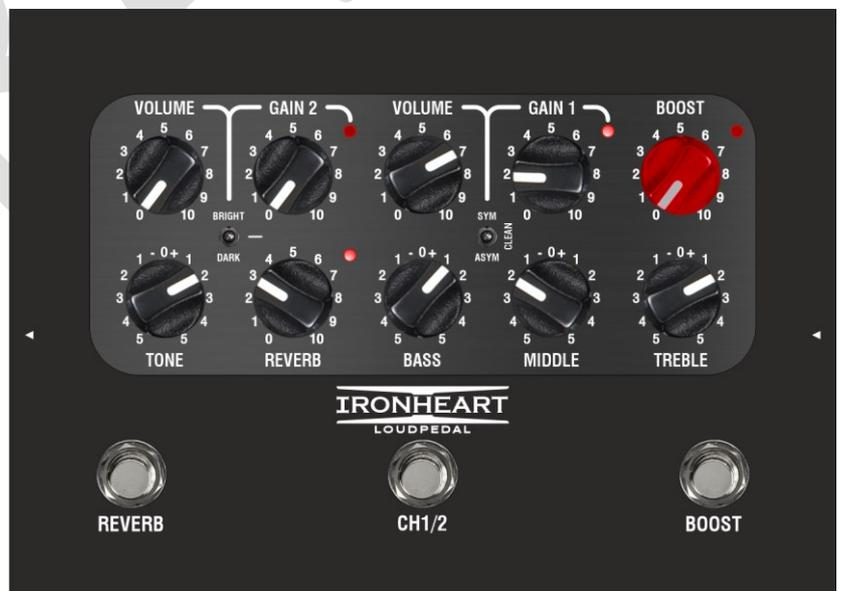 VOLUME GAIN 2 VOLUME GAIN 1 BOOST
0 1 2 3 4 5 6 7 8 9 10
0 1 2 3 4 5 6 7 8 9 10
0 1 2 3 4 5 6 7 8 9 10
0 1 2 3 4 5 6 7 8 9 10
0 1 2 3 4 5 6 7 8 9 10
BRIGHT
DARK
SYM
ASYM
CLEAN
5 4 3 2 1 - 0 + 1 2 3 4 5
0 1 2 3 4 5 6 7 8 9 10
5 4 3 2 1 - 0 + 1 2 3 4 5
5 4 3 2 1 - 0 + 1 2 3 4 5
5 4 3 2 1 - 0 + 1 2 3 4 5
TONE REVERB BASS MIDDLE TREBLE
IRONHEART
LOUDPEDAL
REVERB CH1/2 BOOST